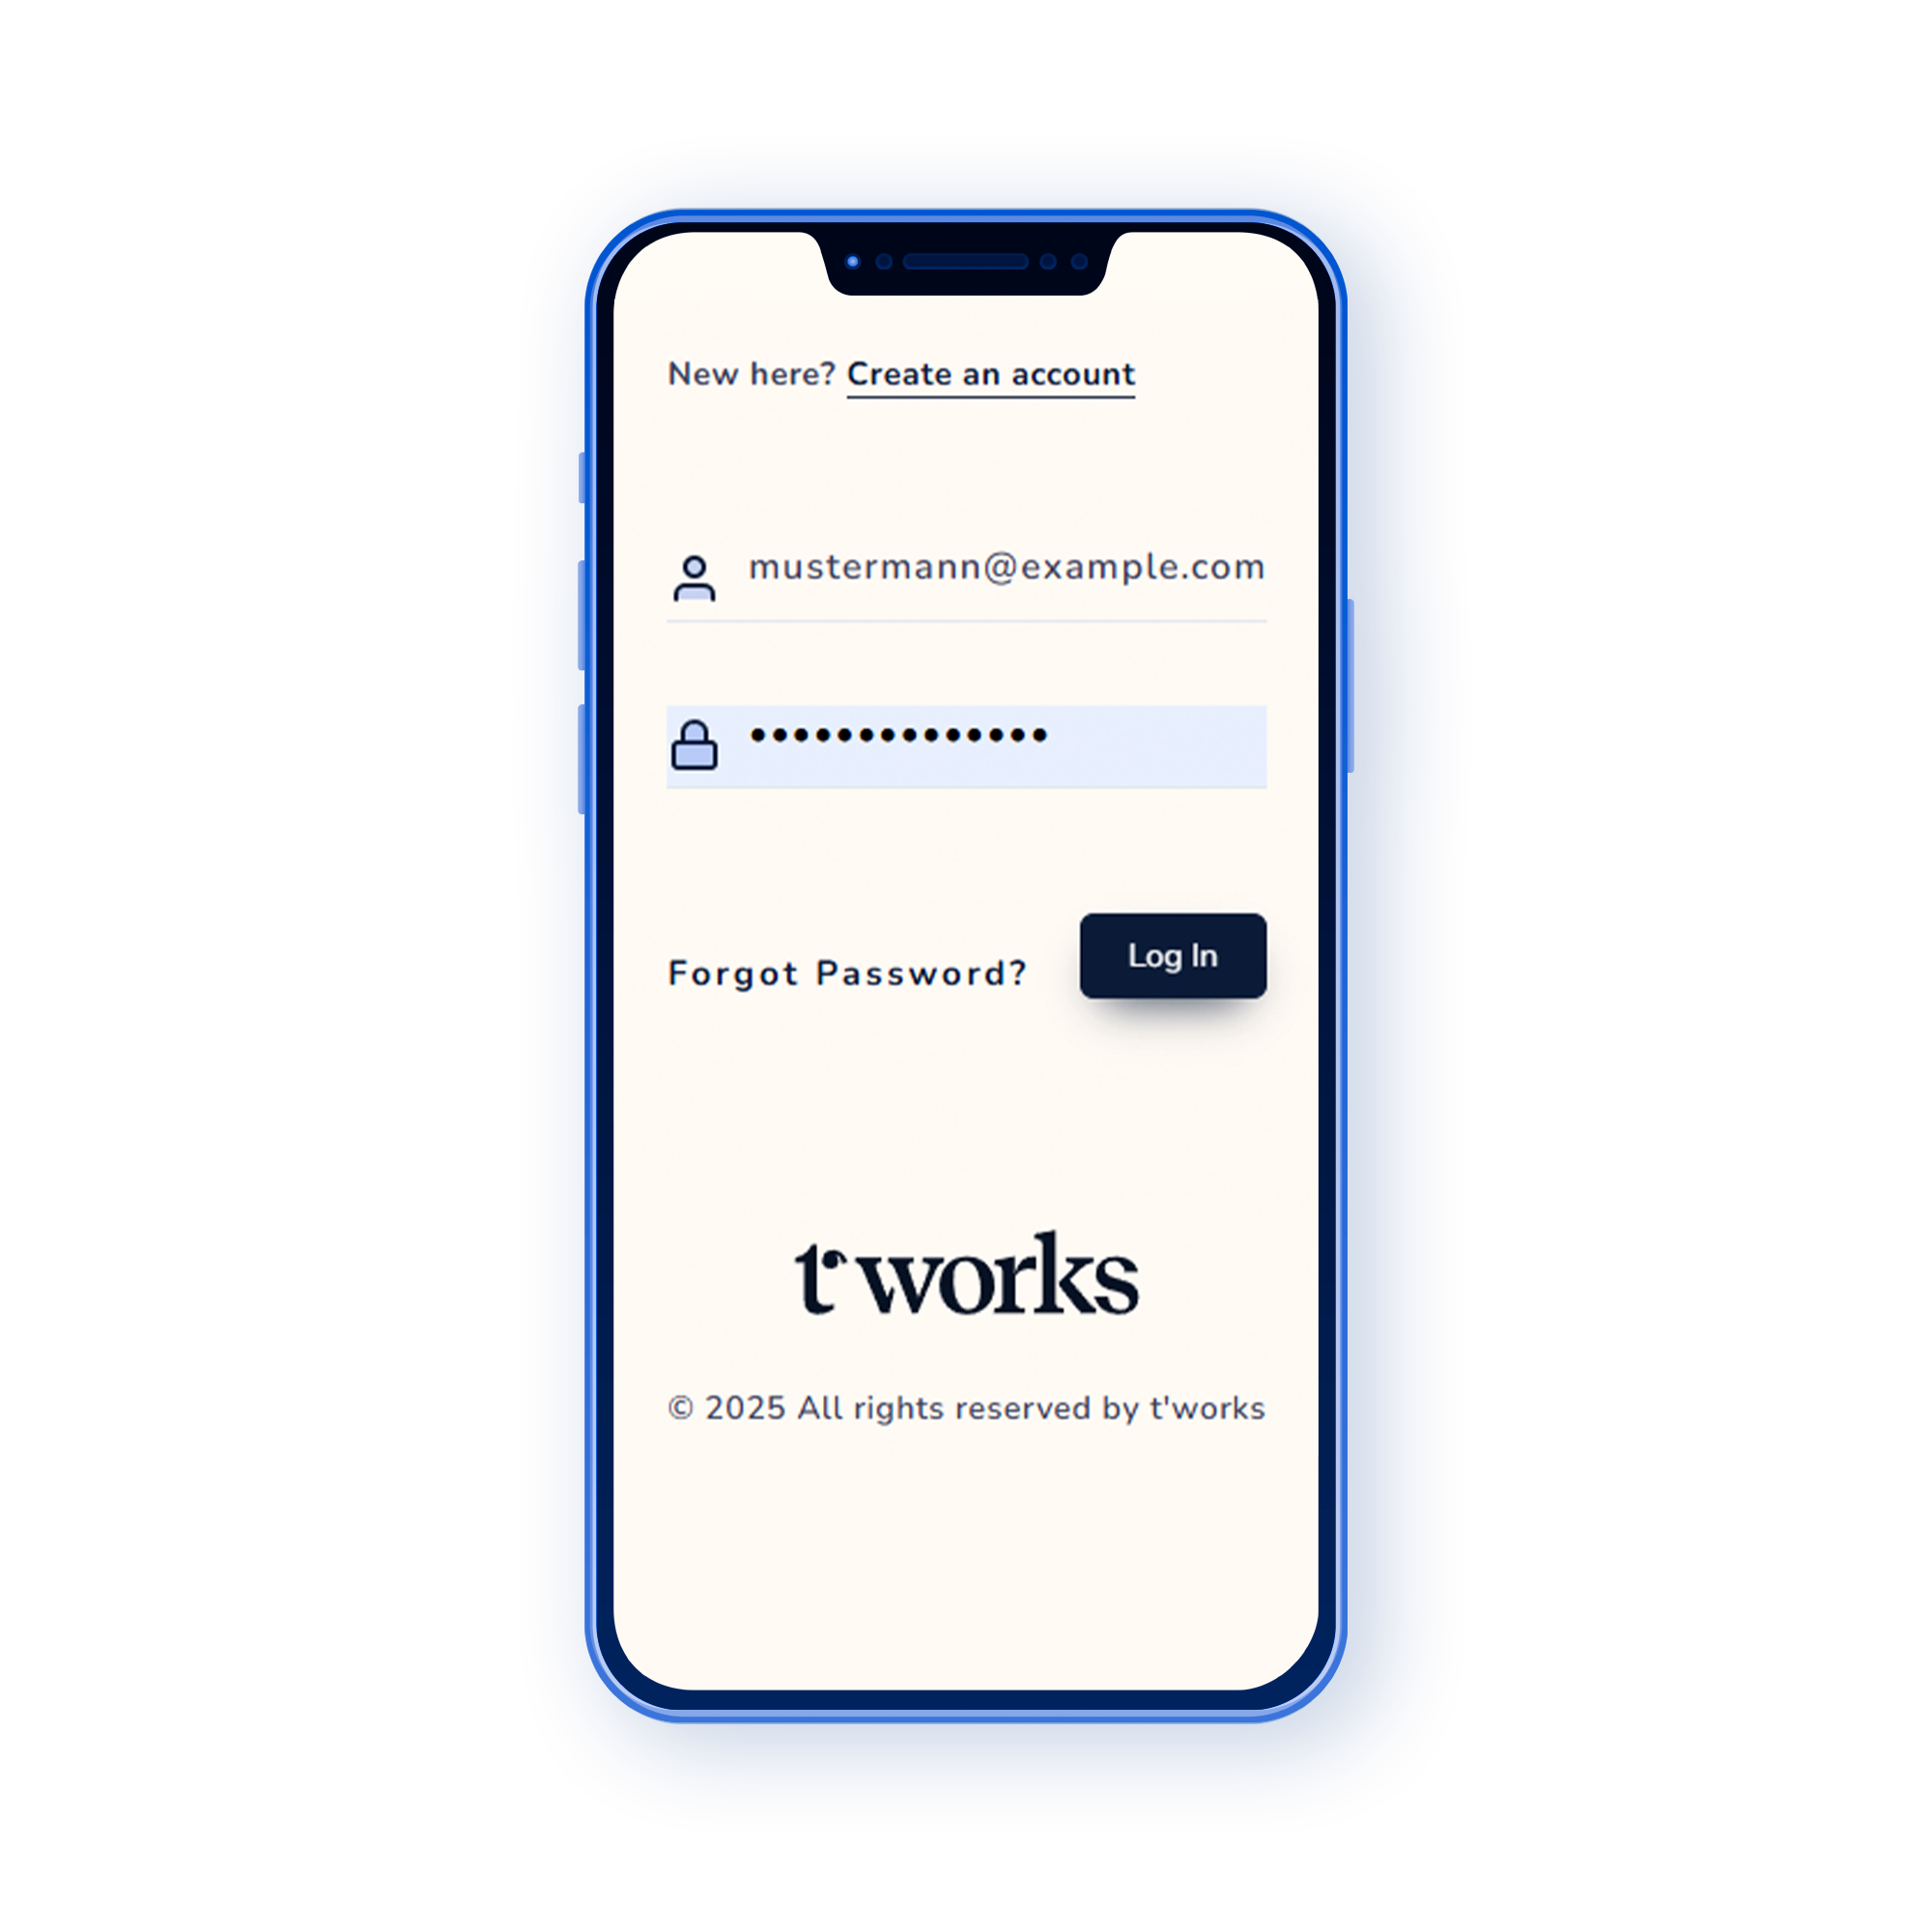 New here? Create an account
mustermann@example.com
••••••••••••••
Forgot Password?
Log In
t'works
© 2025 All rights reserved by t'works